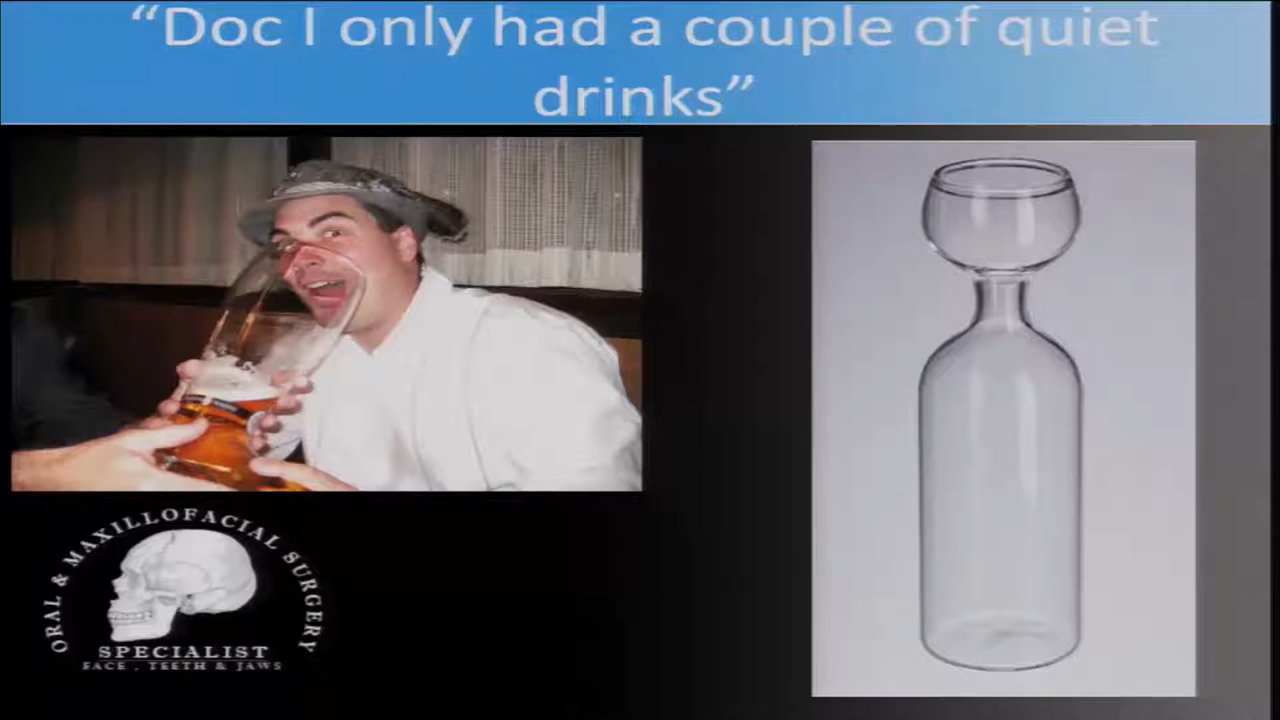 “Doc I only had a couple of quiet
drinks”
ORAL & MAXILLOFACIAL SURGERY
SPECIALIST
FACE . TEETH & JAWS